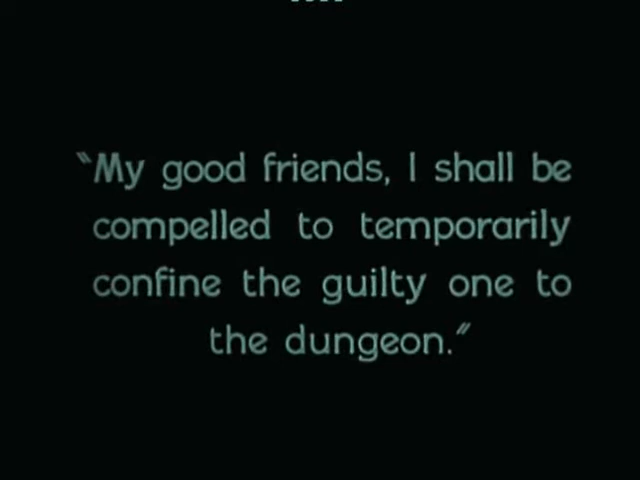 "My good friends, I shall be
compelled to temporarily
confine the guilty one to
the dungeon."